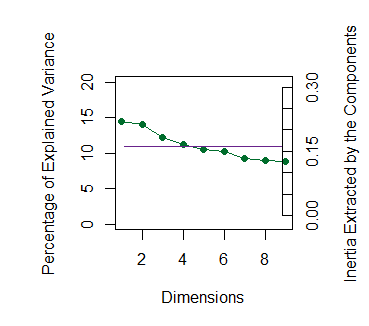 Percentage of Explained Variance
20
15
10
5
0
2 4 6 8
Dimensions
0.30
0.15
0.00
Inertia Extracted by the Components